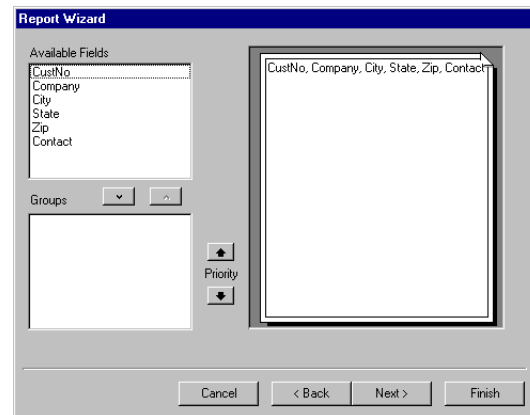 Report Wizard
Available Fields
CustNo
Company
City
State
Zip
Contact
Groups
Priority
CustNo, Company, City, State, Zip, Contact
Cancel
< Back
Next >
Finish